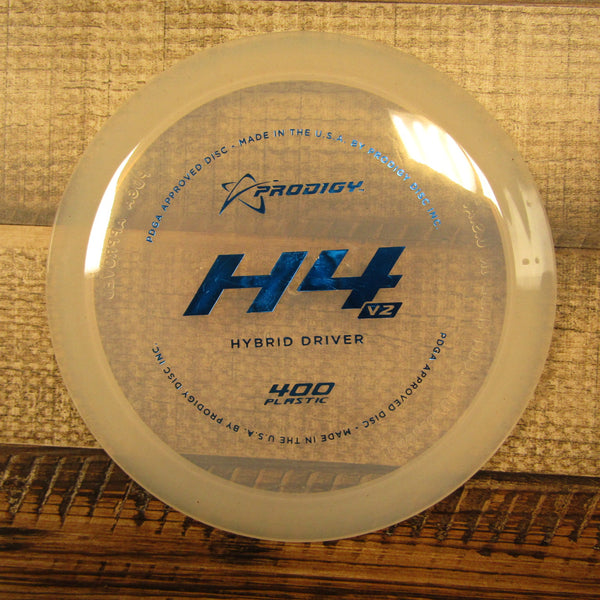 PDGA APPROVED DISC - MADE IN THE U.S.A. BY PRODIGY DISC INC.
PRODIGY
H4 V2
HYBRID DRIVER
400
PLASTIC
PDGA APPROVED DISC - MADE IN THE U.S.A. BY PRODIGY DISC INC.